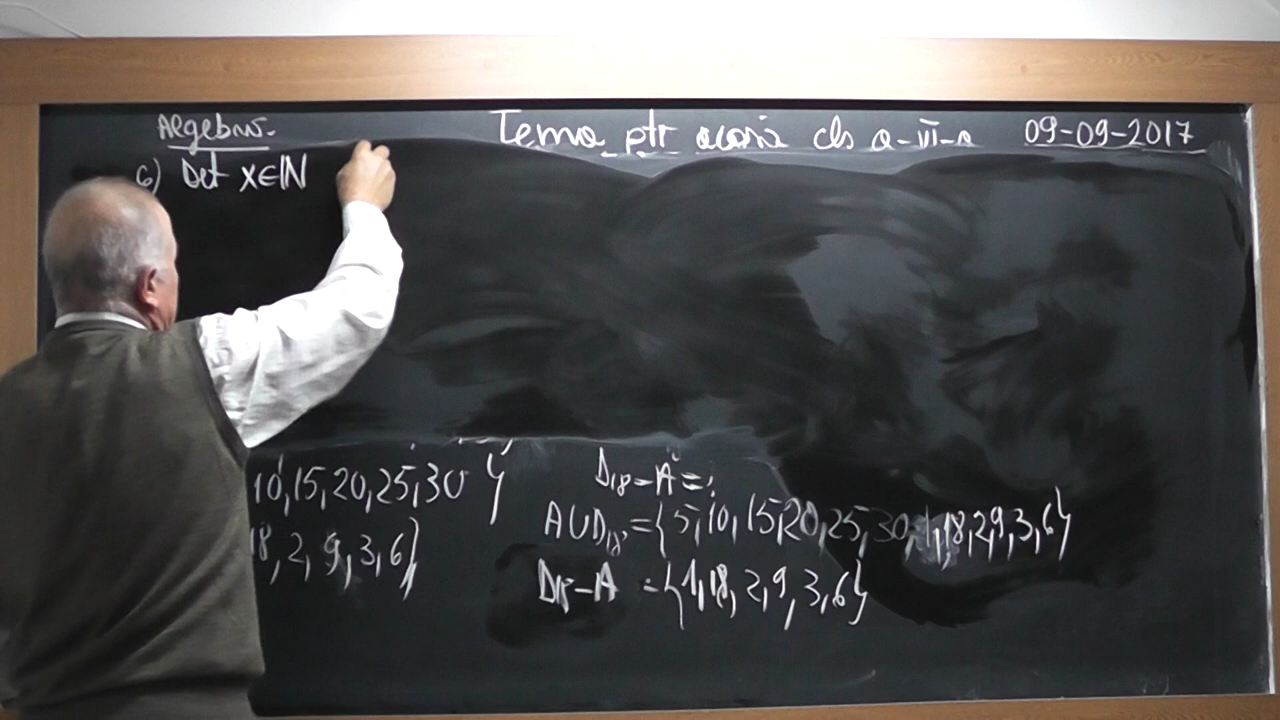 Algebră.
Tema ptr acasă cls a-VI-a 09-09-2017
6) Det x∈ℕ
10,15,20,25,30}
18,2,9,3,6}
D₁₈-A=?
A∪D₁₈={5,10,15,20,25,30,1,18,2,9,3,6}
D₁₈-A={1,18,2,9,3,6}